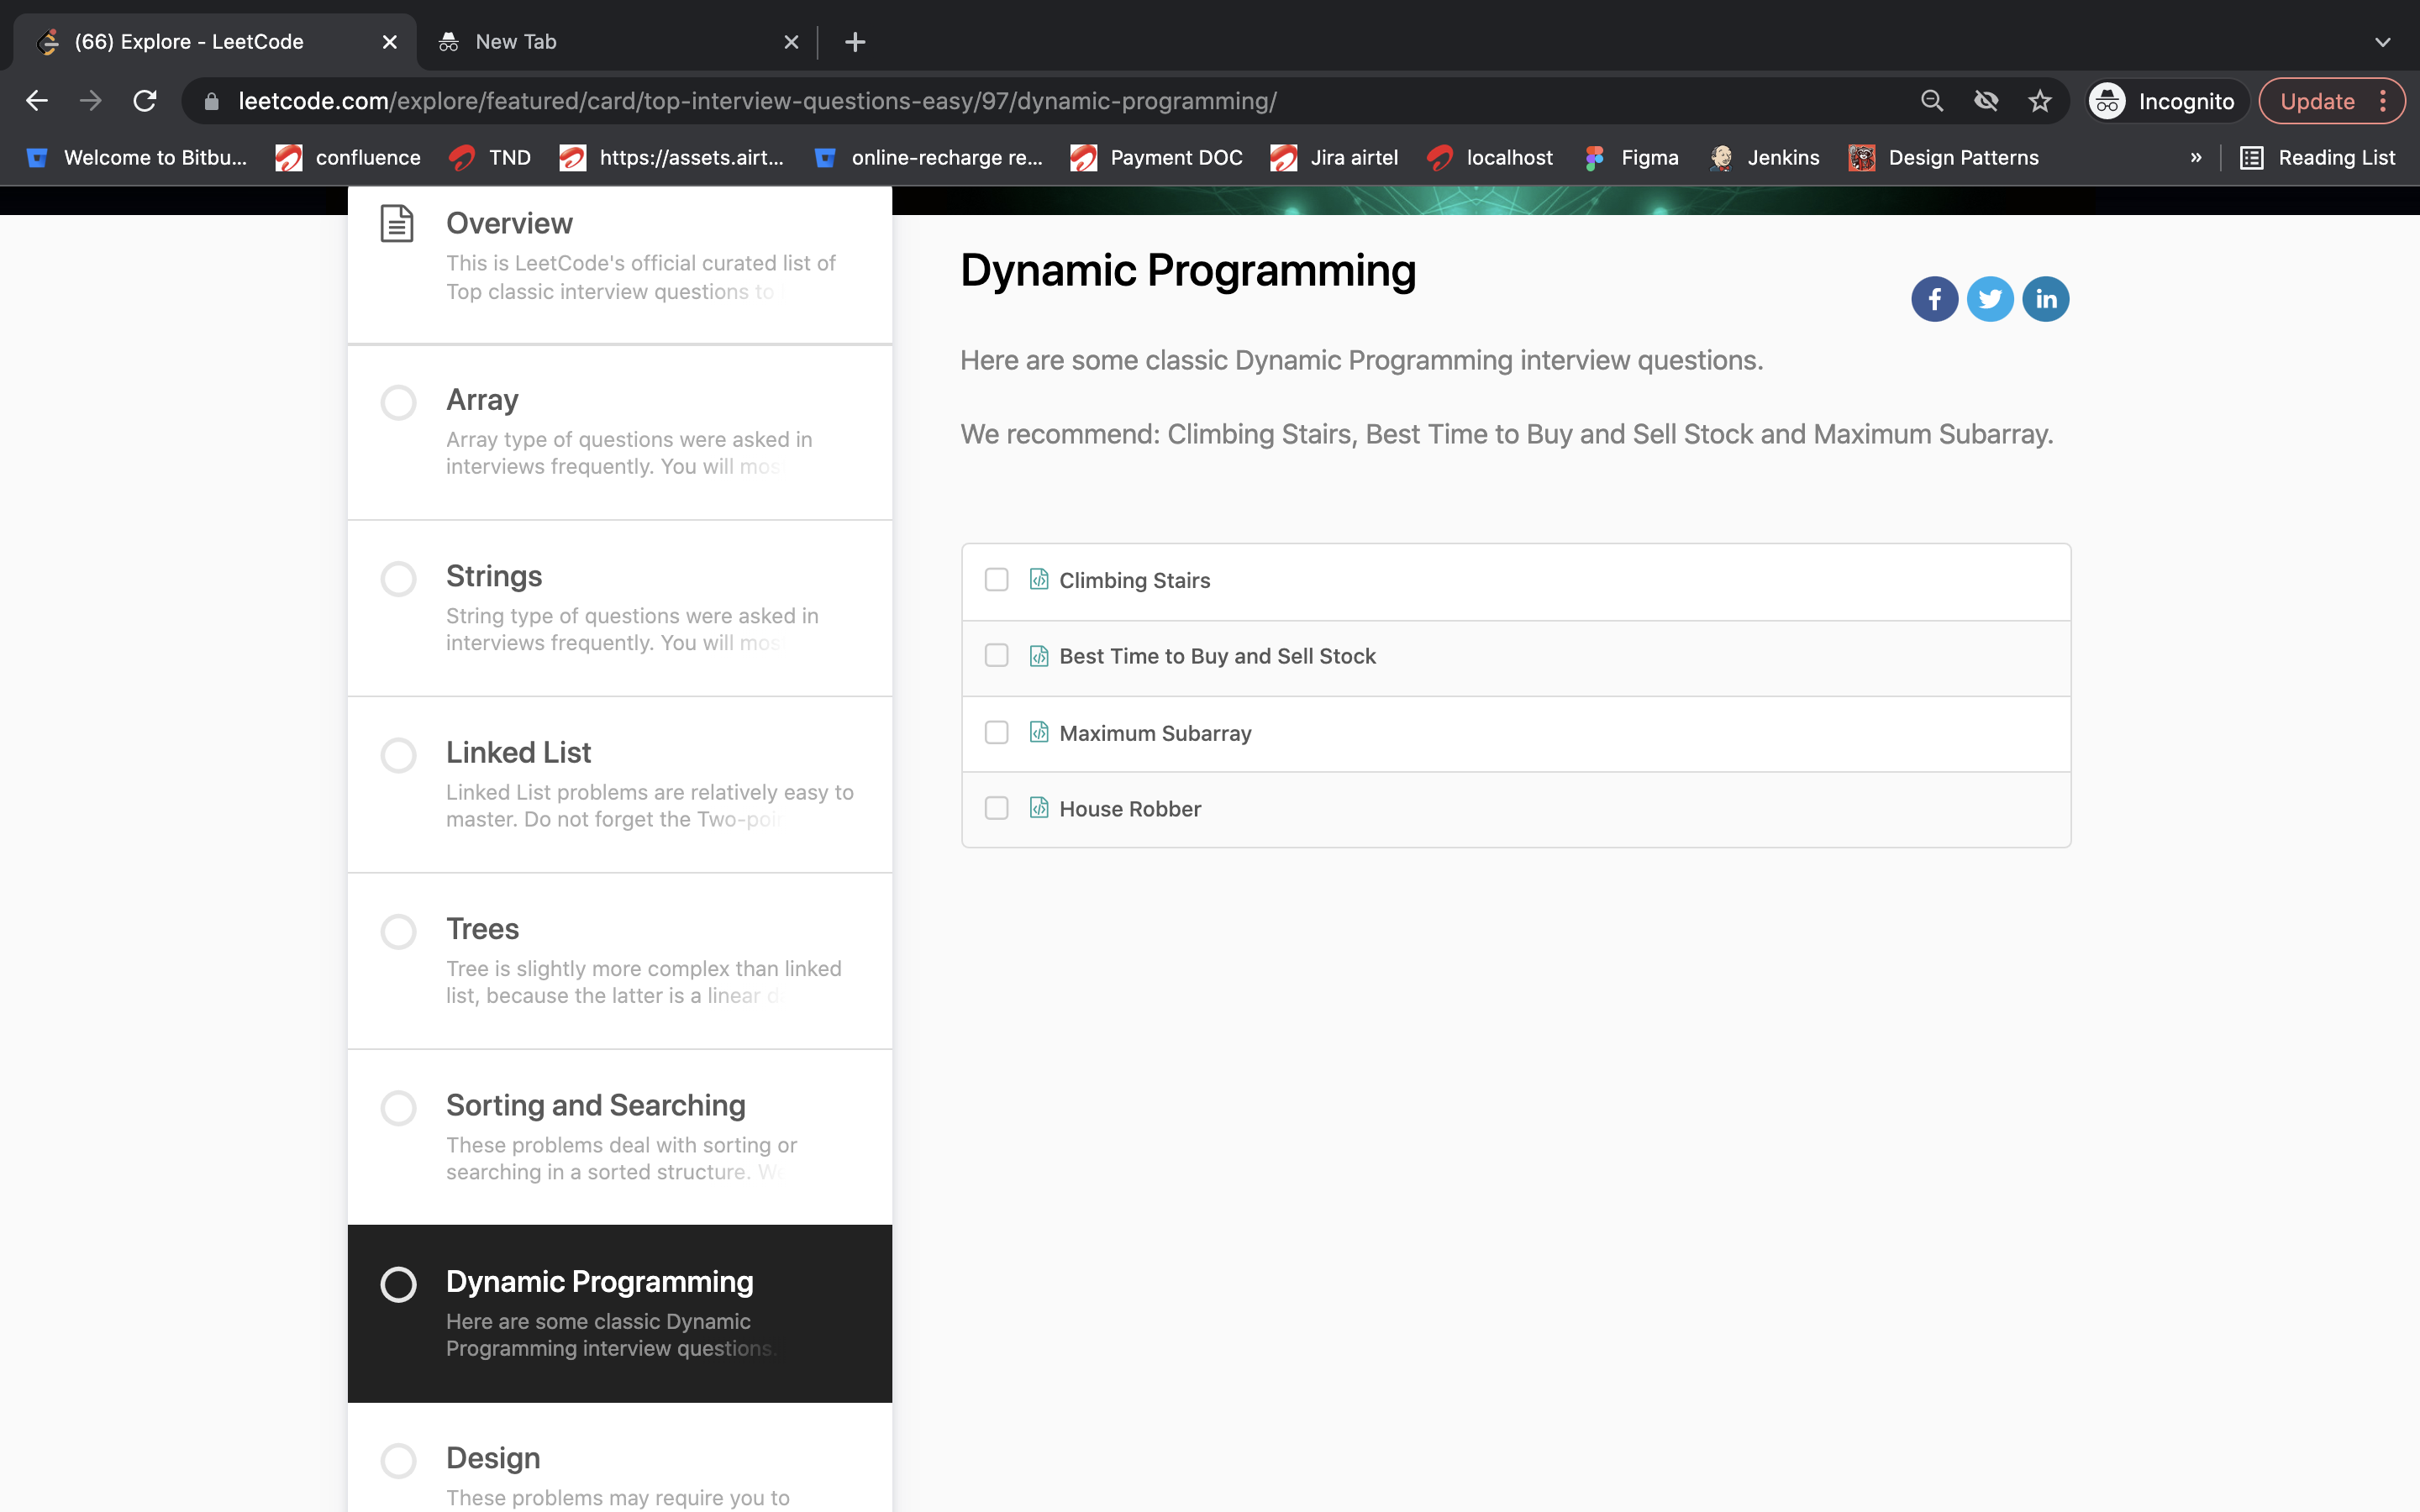 (66) Explore - LeetCode
New Tab
leetcode.com/explore/featured/card/top-interview-questions-easy/97/dynamic-programming/
Incognito
Update
Welcome to Bitbu...
confluence
TND
https://assets.airt...
online-recharge re...
Payment DOC
Jira airtel
localhost
Figma
Jenkins
Design Patterns
»
Reading List
Overview
This is LeetCode's official curated list of
Top classic interview questions to
Array
Array type of questions were asked in
interviews frequently. You will mos
Strings
String type of questions were asked in
interviews frequently. You will mos
Linked List
Linked List problems are relatively easy to
master. Do not forget the Two-poi
Trees
Tree is slightly more complex than linked
list, because the latter is a linear d
Sorting and Searching
These problems deal with sorting or
searching in a sorted structure. We
Dynamic Programming
Here are some classic Dynamic
Programming interview questions.
Design
These problems may require you to
Dynamic Programming
Here are some classic Dynamic Programming interview questions.
We recommend: Climbing Stairs, Best Time to Buy and Sell Stock and Maximum Subarray.
Climbing Stairs
Best Time to Buy and Sell Stock
Maximum Subarray
House Robber